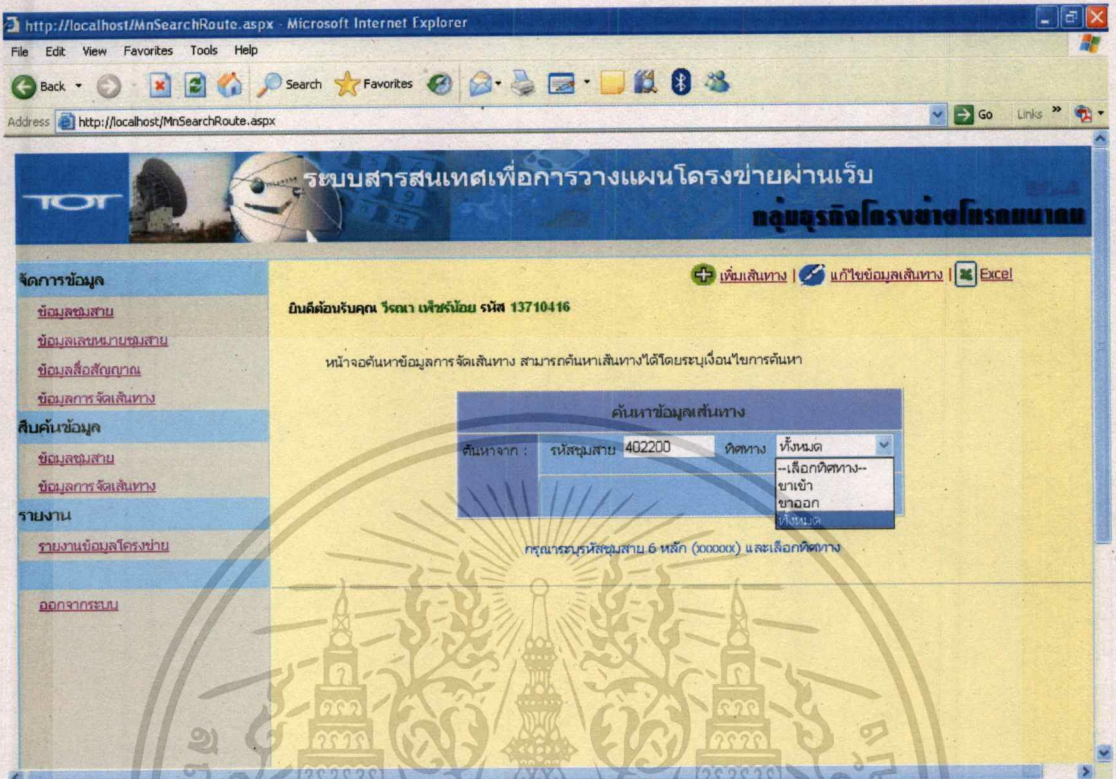 http://localhost/MnSearchRoute.aspx - Microsoft Internet Explorer
File Edit View Favorites Tools Help
Back Search Favorites
Address http://localhost/MnSearchRoute.aspx Go Links »
TOT
ระบบสารสนเทศเพื่อการวางแผนโครงข่ายผ่านเว็บ
กลุ่มธุรกิจโครงข่ายโทรคมนาคม
เพิ่มเส้นทาง | แก้ไขข้อมูลเส้นทาง | Excel
จัดการข้อมูล
ข้อมูลชุมสาย
ข้อมูลเลขหมายชุมสาย
ข้อมูลสื่อสัญญาณ
ข้อมูลการจัดเส้นทาง
สืบค้นข้อมูล
ข้อมูลชุมสาย
ข้อมูลการจัดเส้นทาง
รายงาน
รายงานข้อมูลโครงข่าย
ออกจากระบบ
ยินดีต้อนรับคุณ วีรณา เพ็ชร์น้อย รหัส 13710416
หน้าจอค้นหาข้อมูลการจัดเส้นทาง สามารถค้นหาเส้นทางได้โดยระบุเงื่อนไขการค้นหา
ค้นหาข้อมูลเส้นทาง
ค้นหาจาก : รหัสชุมสาย 402200 ทิศทาง ทั้งหมด
--เลือกทิศทาง--
ขาเข้า
ขาออก
ทั้งหมด
กรุณาระบุรหัสชุมสาย 6 หลัก (xxxxxx) และเลือกทิศทาง